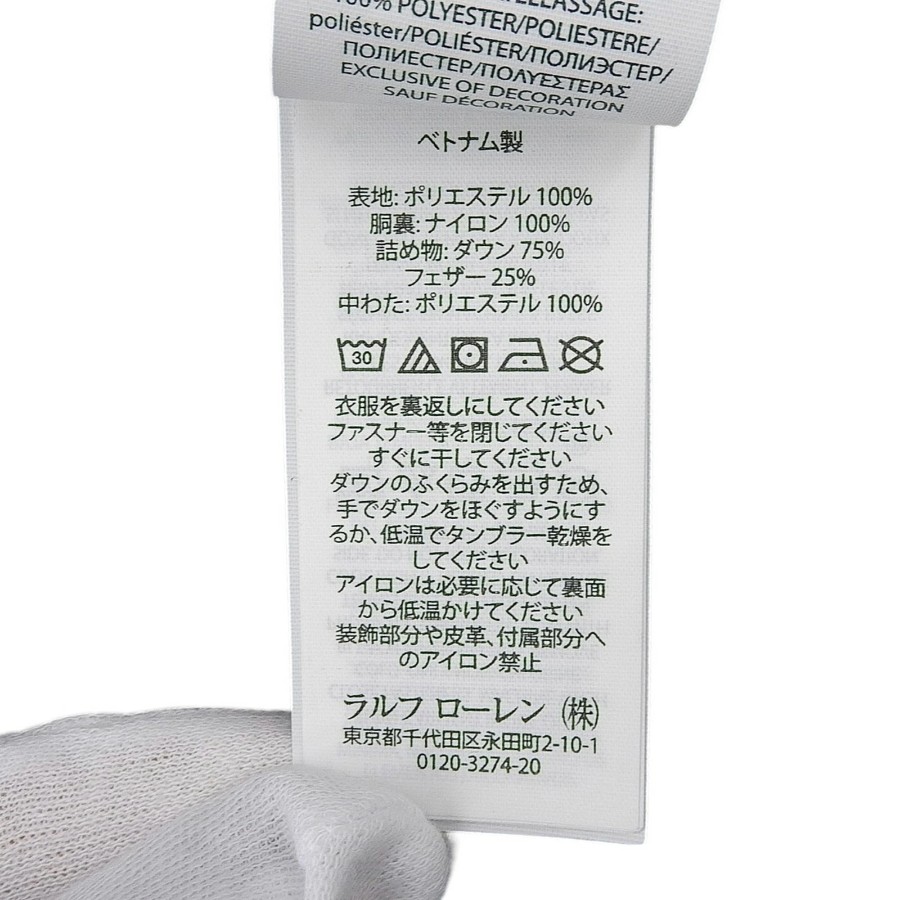 100% POLYESTER/POLIESTERE/
poliéster/POLIÉSTER/ПОЛИЭСТЕР/
ПОЛИЕСТЕР/ΠΟΛΥΕΣΤΕΡΑΣ
EXCLUSIVE OF DECORATION
SAUF DÉCORATION
ベトナム製
表地: ポリエステル 100%
胴裏: ナイロン 100%
詰め物: ダウン 75%
フェザー 25%
中わた: ポリエステル 100%
30
衣服を裏返しにしてください
ファスナー等を閉じてください
すぐに干してください
ダウンのふくらみを出すため、
手でダウンをほぐすようにす
るか、低温でタンブラー乾燥を
してください
アイロンは必要に応じて裏面
から低温かけてください
装飾部分や皮革、付属部分へ
のアイロン禁止
ラルフ ローレン (株)
東京都千代田区永田町2-10-1
0120-3274-20